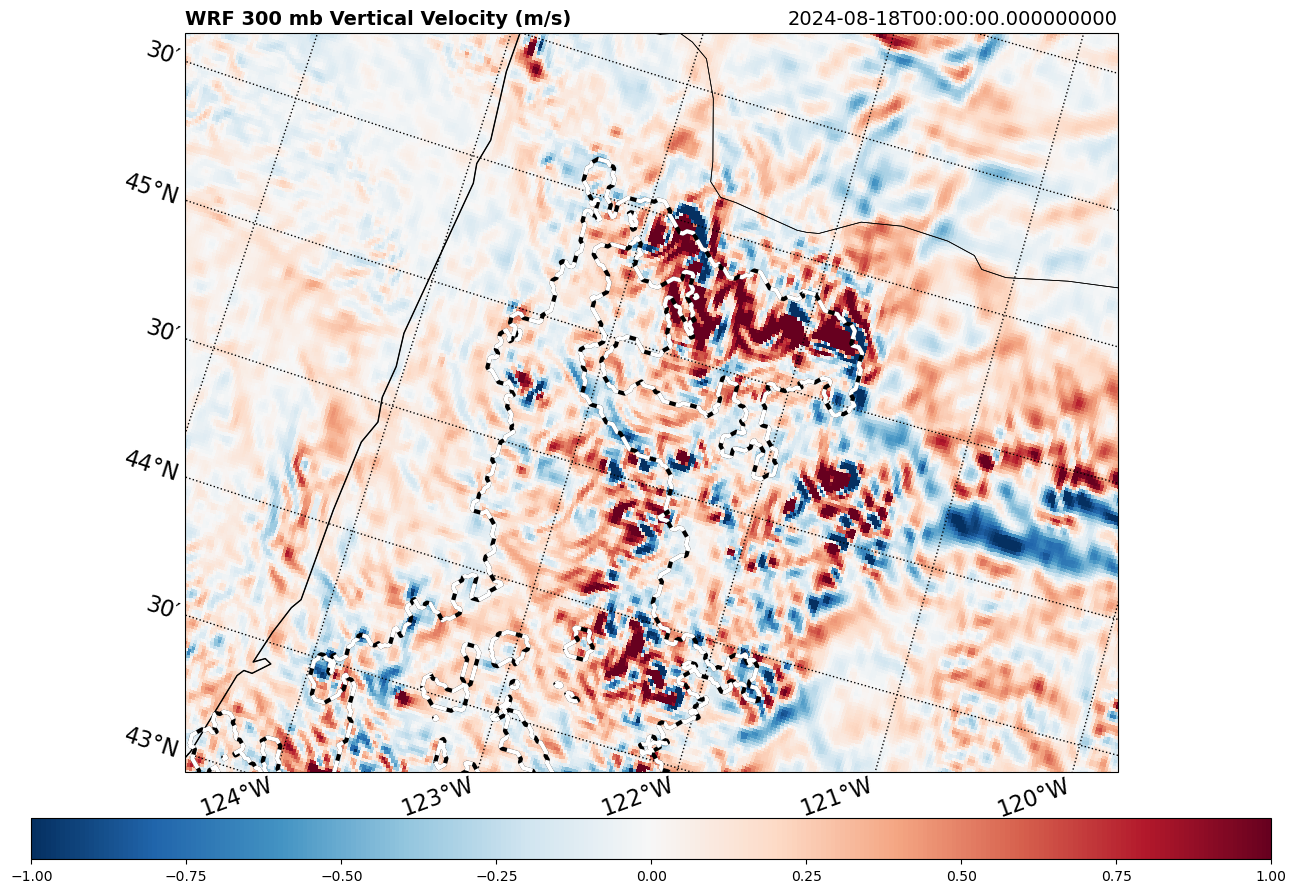 WRF 300 mb Vertical Velocity (m/s)
2024-08-18T00:00:00.000000000
30′
45°N
30′
44°N
30′
43°N
124°W
123°W
122°W
121°W
120°W
−1.00
−0.75
−0.50
−0.25
0.00
0.25
0.50
0.75
1.00